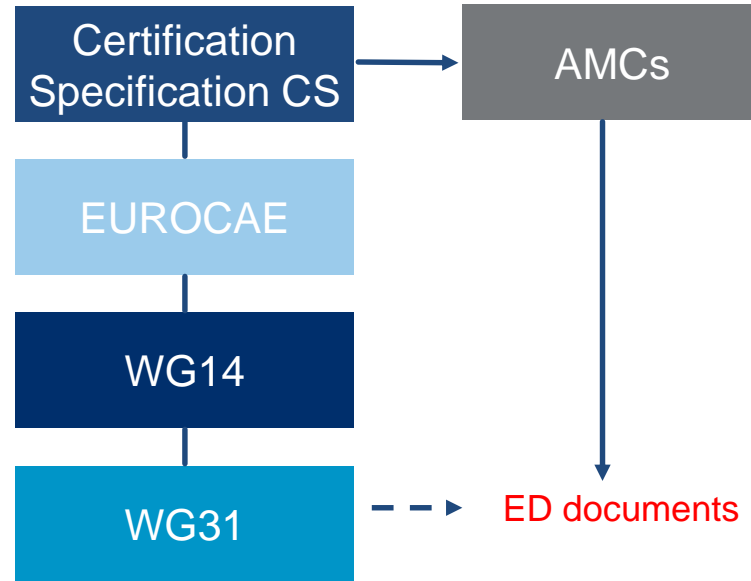 Certification
Specification CS
AMCs
EUROCAE
WG14
WG31
ED documents